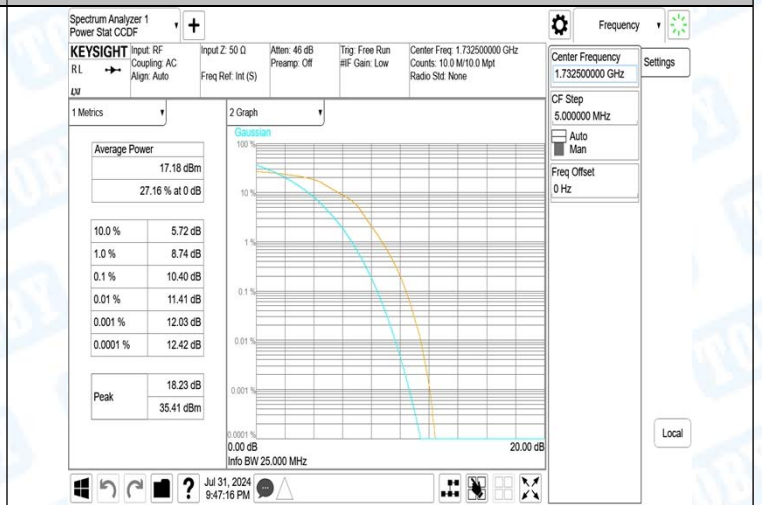 Spectrum Analyzer 1
Power Stat CCDF
Frequency
KEYSIGHT
RL
Input: RF
Coupling: AC
Align: Auto
Input Z: 50 Ω
Freq Ref: Int (S)
Atten: 46 dB
Preamp: Off
Trig: Free Run
#IF Gain: Low
Center Freq: 1.732500000 GHz
Counts: 10.0 M/10.0 Mpt
Radio Std: None
Center Frequency
1.732500000 GHz
Settings
CF Step
5.000000 MHz
Auto
Man
Freq Offset
0 Hz
1 Metrics
2 Graph
Average Power
17.18 dBm
27.16 % at 0 dB
10.0 % 5.72 dB
1.0 % 8.74 dB
0.1 % 10.40 dB
0.01 % 11.41 dB
0.001 % 12.03 dB
0.0001 % 12.42 dB
Peak
18.23 dB
35.41 dBm
Gaussian
100 %
10 %
1 %
0.1 %
0.01 %
0.001 %
0.0001 %
0.00 dB
20.00 dB
Info BW 25.000 MHz
Local
Jul 31, 2024
9:47:16 PM